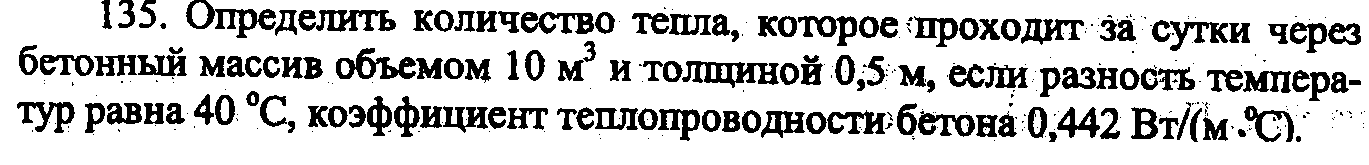 135. Определить количество тепла, которое проходит за сутки через
бетонный массив объемом 10 м³ и толщиной 0,5 м, если разность темпера-
тур равна 40 °С, коэффициент теплопроводности бетона 0,442 Вт/(м·°С).